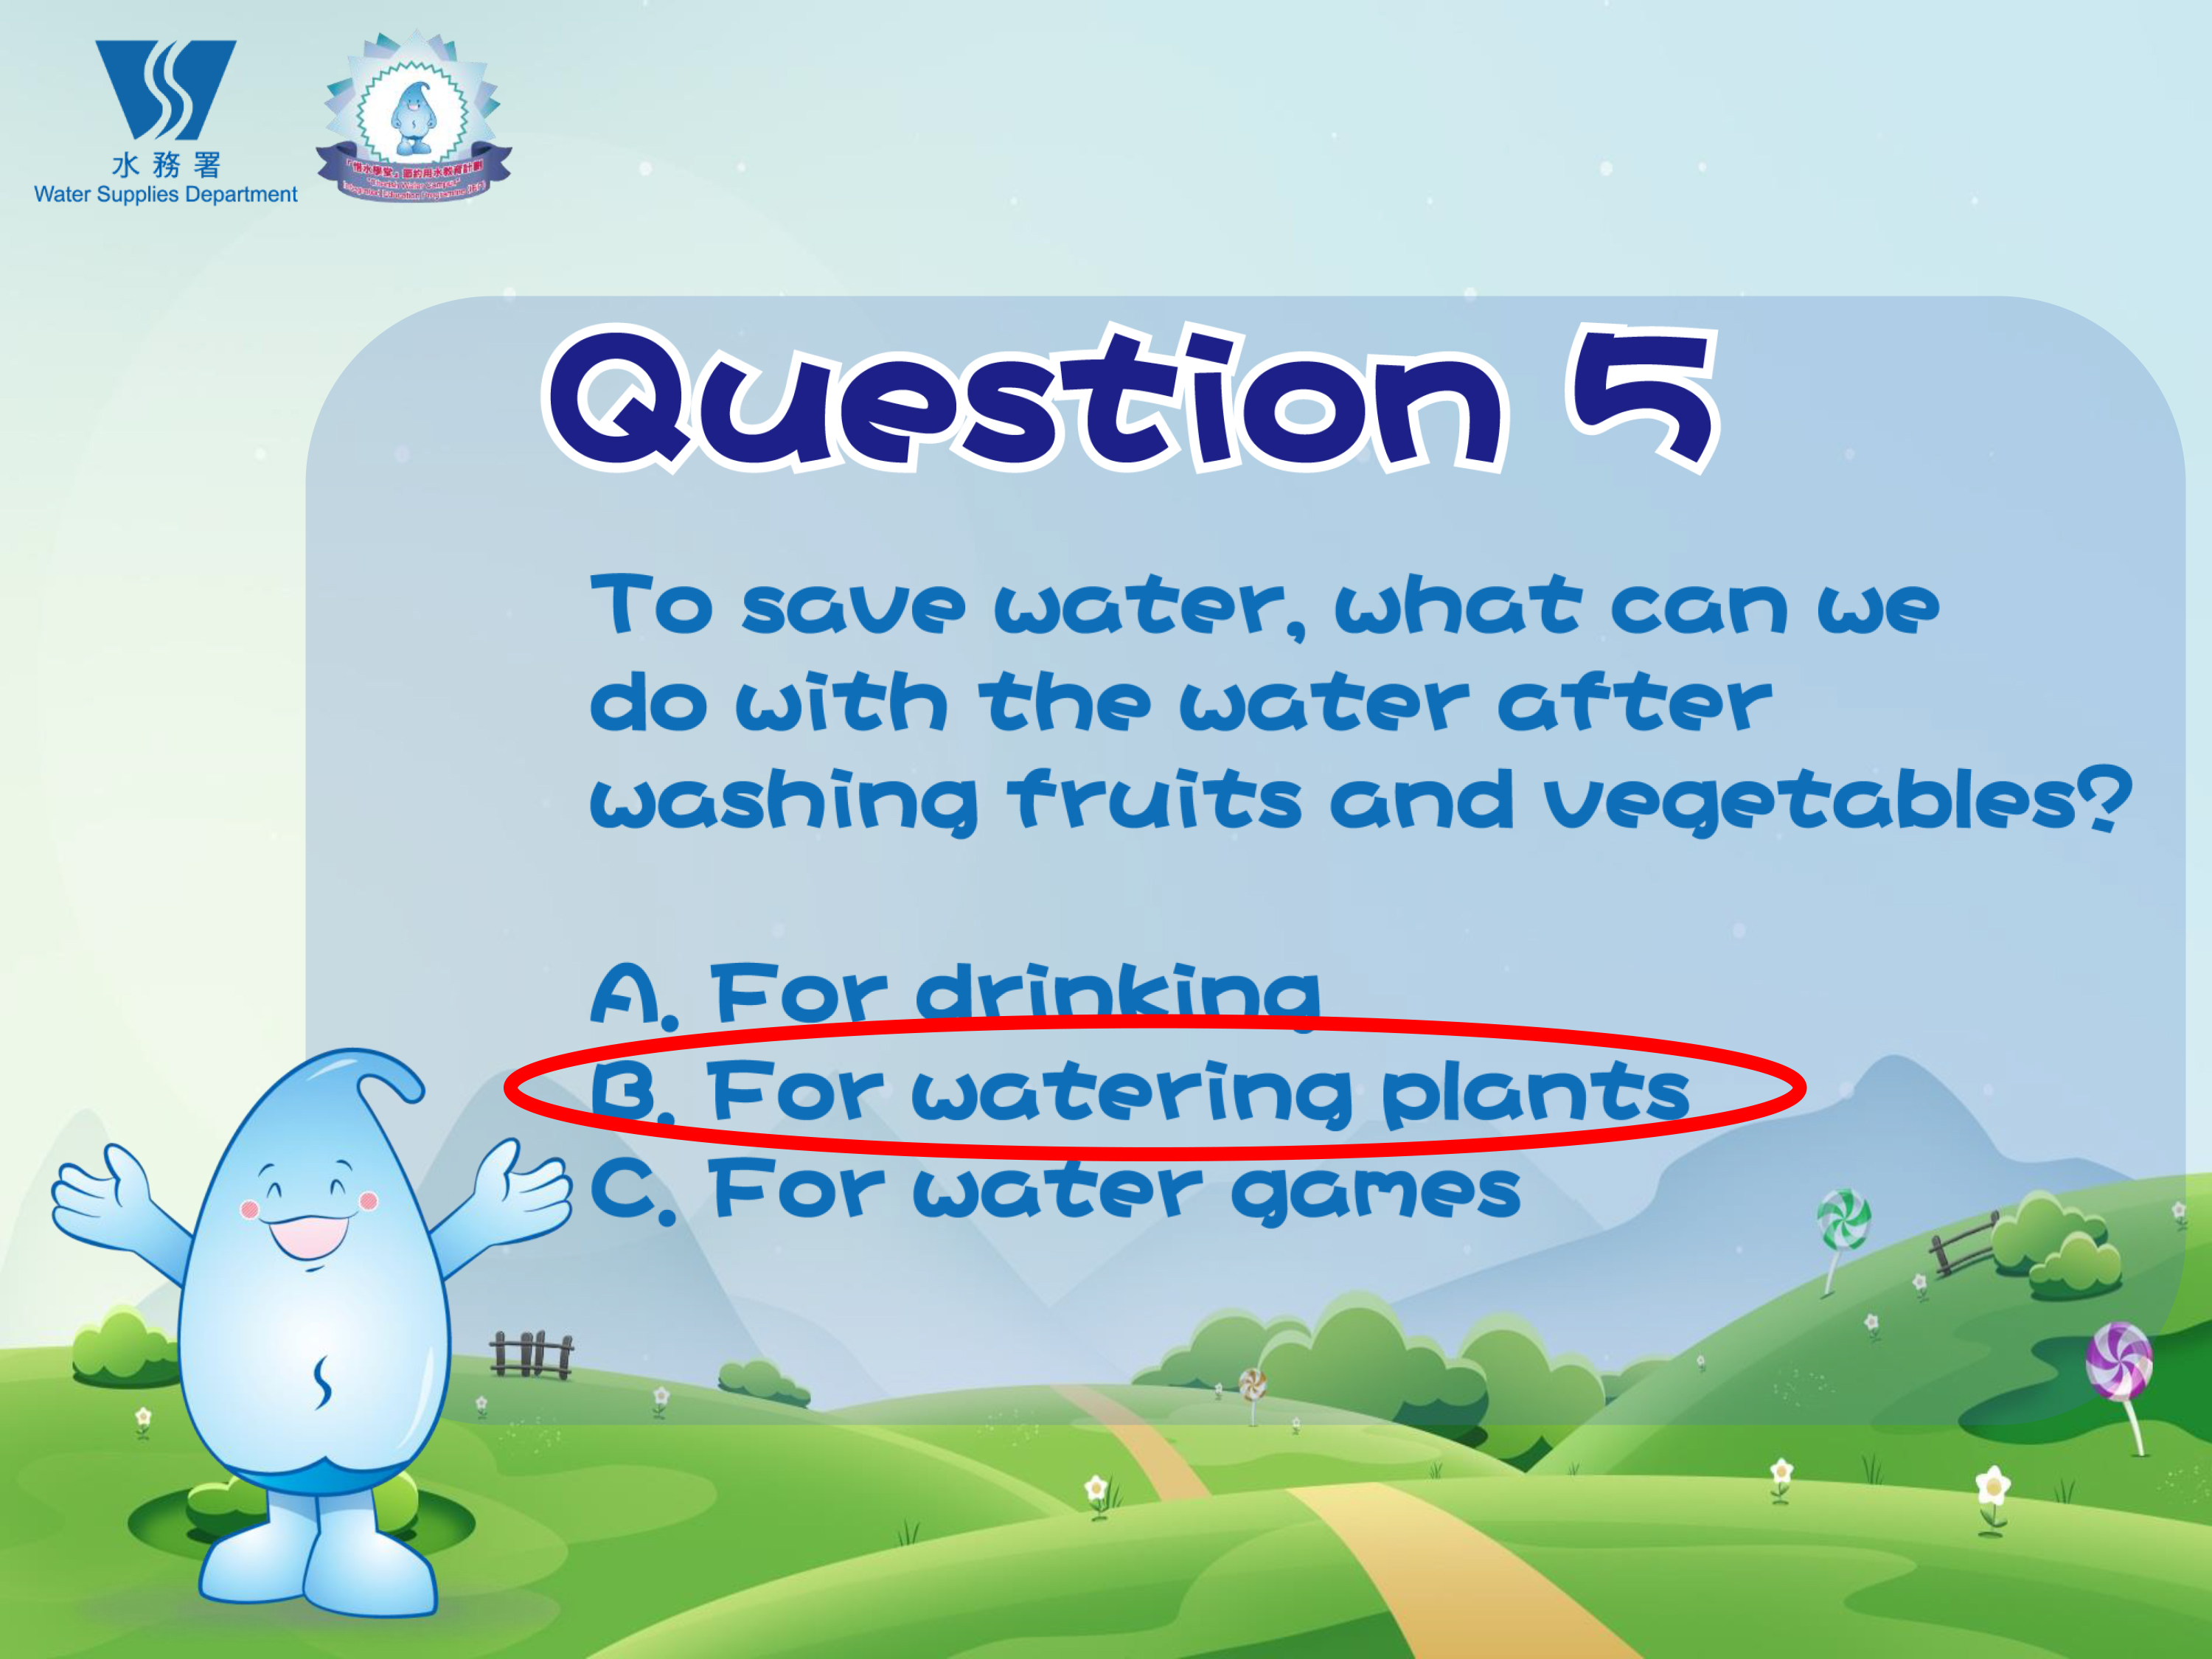 水務署
Water Supplies Department
「惜水學堂」節約用水教育計劃
"Cherish Water Campus"
Integrated Education Programme (IEP)
Question 5
To save water, what can we
do with the water after
washing fruits and vegetables?
A. For drinking
B. For watering plants
C. For water games